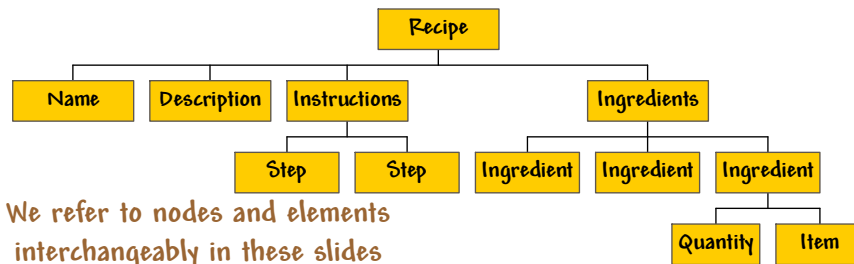 Recipe
Name Description Instructions Ingredients
Step Step Ingredient Ingredient Ingredient
We refer to nodes and elements
interchangeably in these slides
Quantity Item